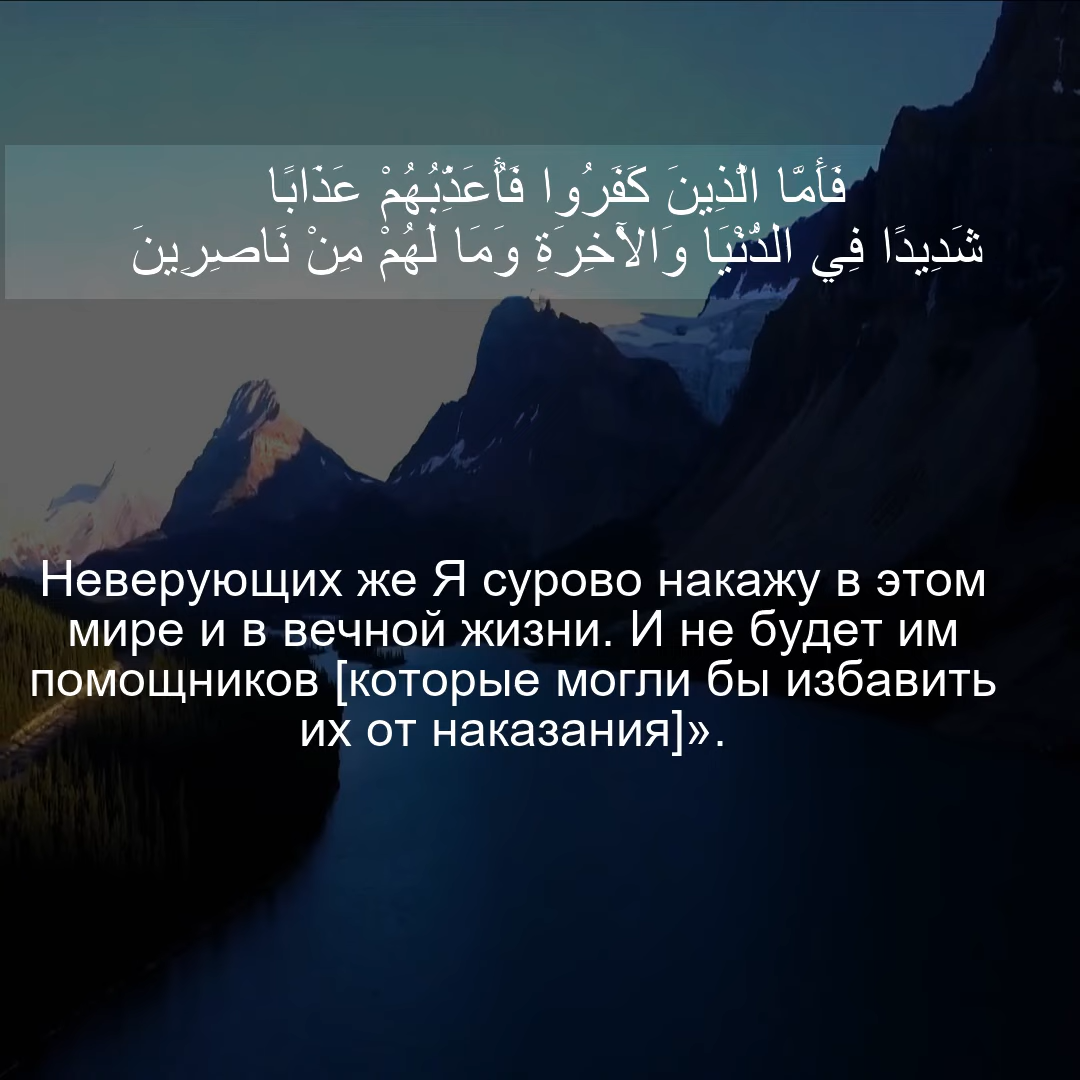 فَأَمَّا الَّذِينَ كَفَرُوا فَأُعَذِّبُهُمْ عَذَابًا
شَدِيدًا فِي الدُّنْيَا وَالْآخِرَةِ وَمَا لَهُمْ مِنْ نَاصِرِينَ
Неверующих же Я сурово накажу в этом
мире и в вечной жизни. И не будет им
помощников [которые могли бы избавить
их от наказания]».